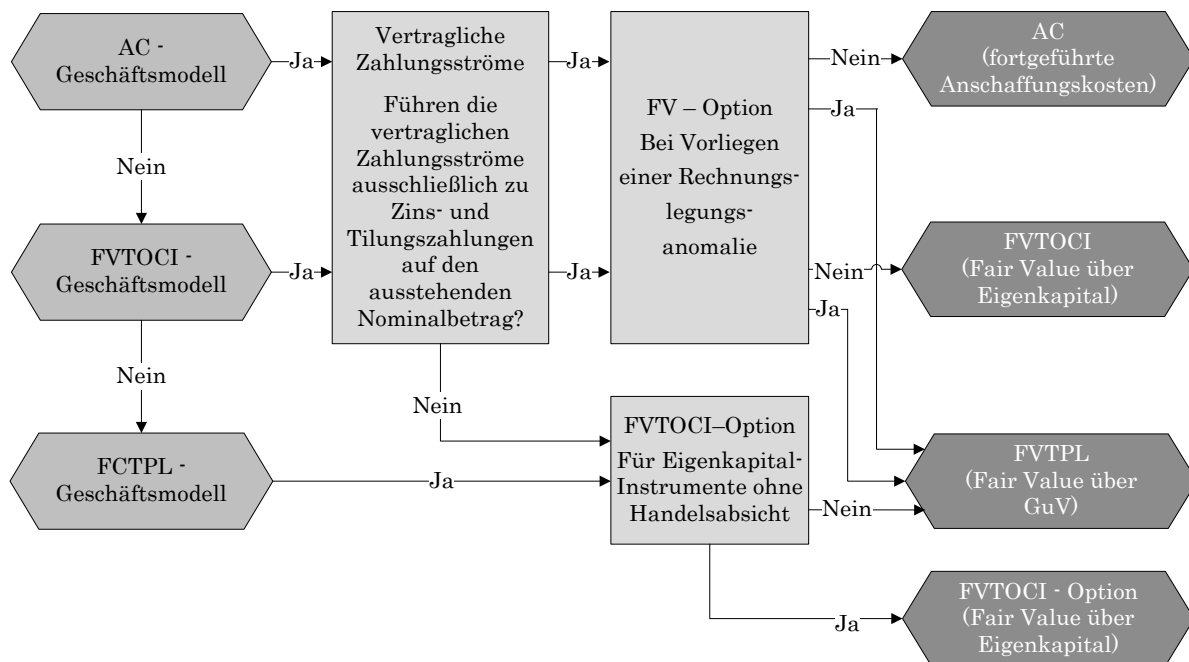 AC -
Geschäftsmodell
Ja
Vertragliche
Zahlungsströme
Führen die
vertraglichen
Zahlungsströme
ausschließlich zu
Zins- und
Tilungszahlungen
auf den
ausstehenden
Nominalbetrag?
Ja
FV – Option
Bei Vorliegen
einer Rechnungs-
legungs-
anomalie
Nein
AC
(fortgeführte
Anschaffungskosten)
Ja
Nein
FVTOCI -
Geschäftsmodell
Ja
Ja
Nein
FVTOCI
(Fair Value über
Eigenkapital)
Ja
Nein
Nein
FCTPL -
Geschäftsmodell
Ja
FVTOCI–Option
Für Eigenkapital-
Instrumente ohne
Handelsabsicht
Nein
FVTPL
(Fair Value über
GuV)
Ja
FVTOCI - Option
(Fair Value über
Eigenkapital)